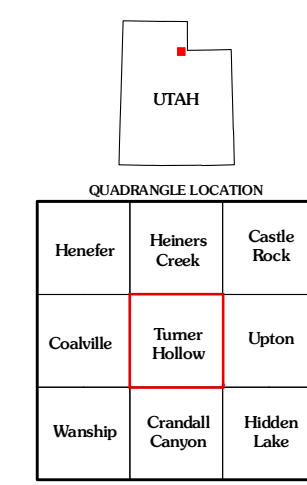 UTAH
QUADRANGLE LOCATION
Henefer
Heiners
Creek
Castle
Rock
Coalville
Turner
Hollow
Upton
Wanship
Crandall
Canyon
Hidden
Lake